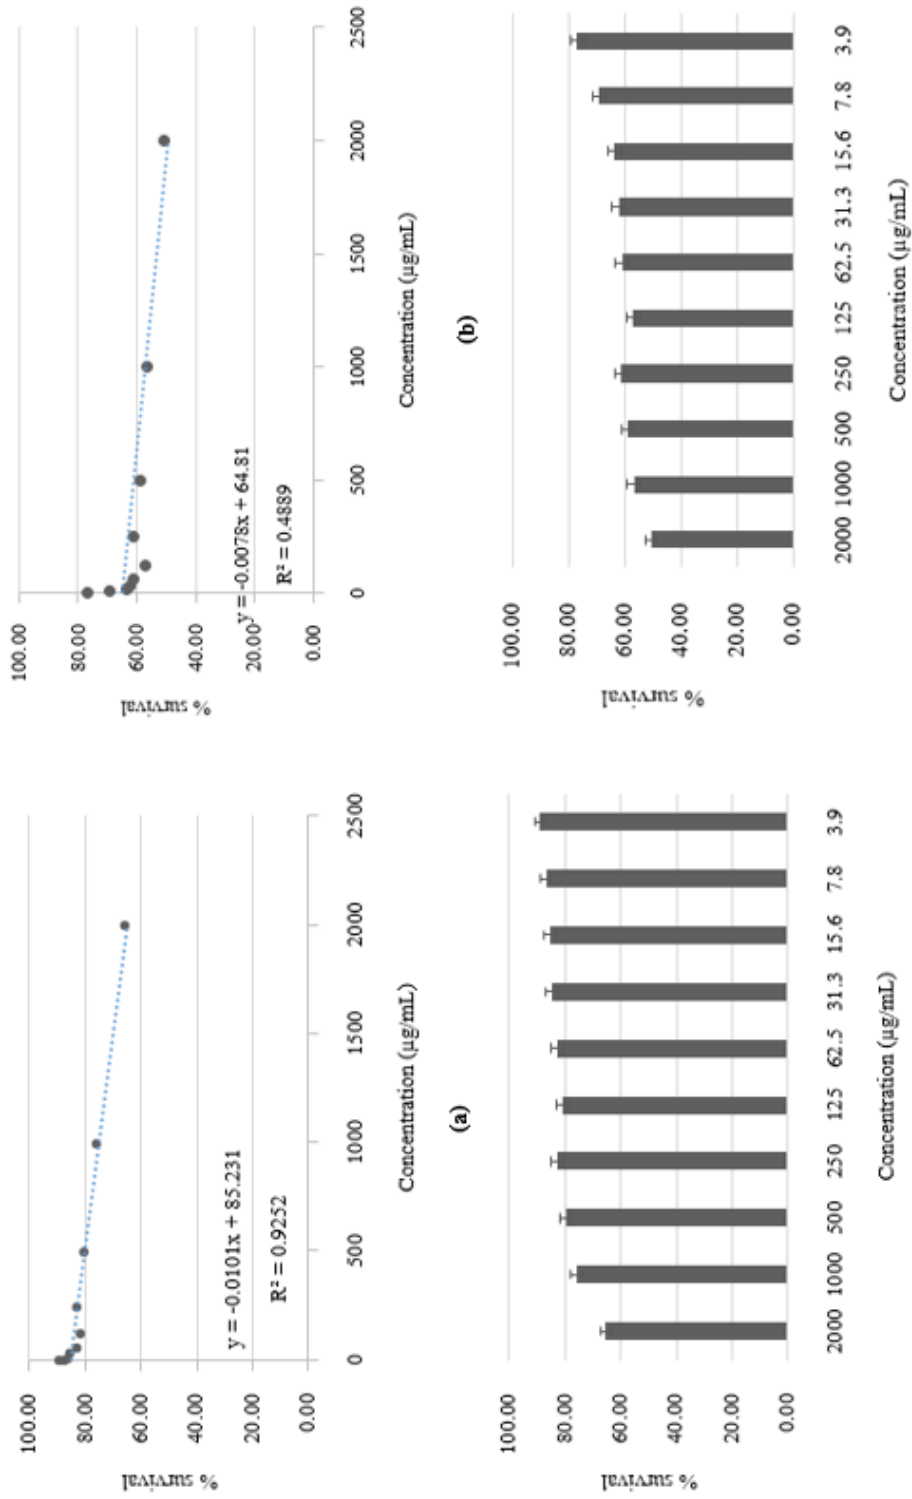 100.00
80.00
60.00
40.00
20.00
0.00
% survival
y = -0.0101x + 85.231
R² = 0.9252
0 500 1000 1500 2000 2500
Concentration (µg/mL)
100.00
80.00
60.00
40.00
20.00
0.00
% survival
y = -0.0078x + 64.81
R² = 0.4889
0 500 1000 1500 2000 2500
Concentration (µg/mL)
(a)
(b)
100.00
80.00
60.00
40.00
20.00
0.00
% survival
2000 1000 500 250 125 62.5 31.3 15.6 7.8 3.9
Concentration (µg/mL)
100.00
80.00
60.00
40.00
20.00
0.00
% survival
2000 1000 500 250 125 62.5 31.3 15.6 7.8 3.9
Concentration (µg/mL)